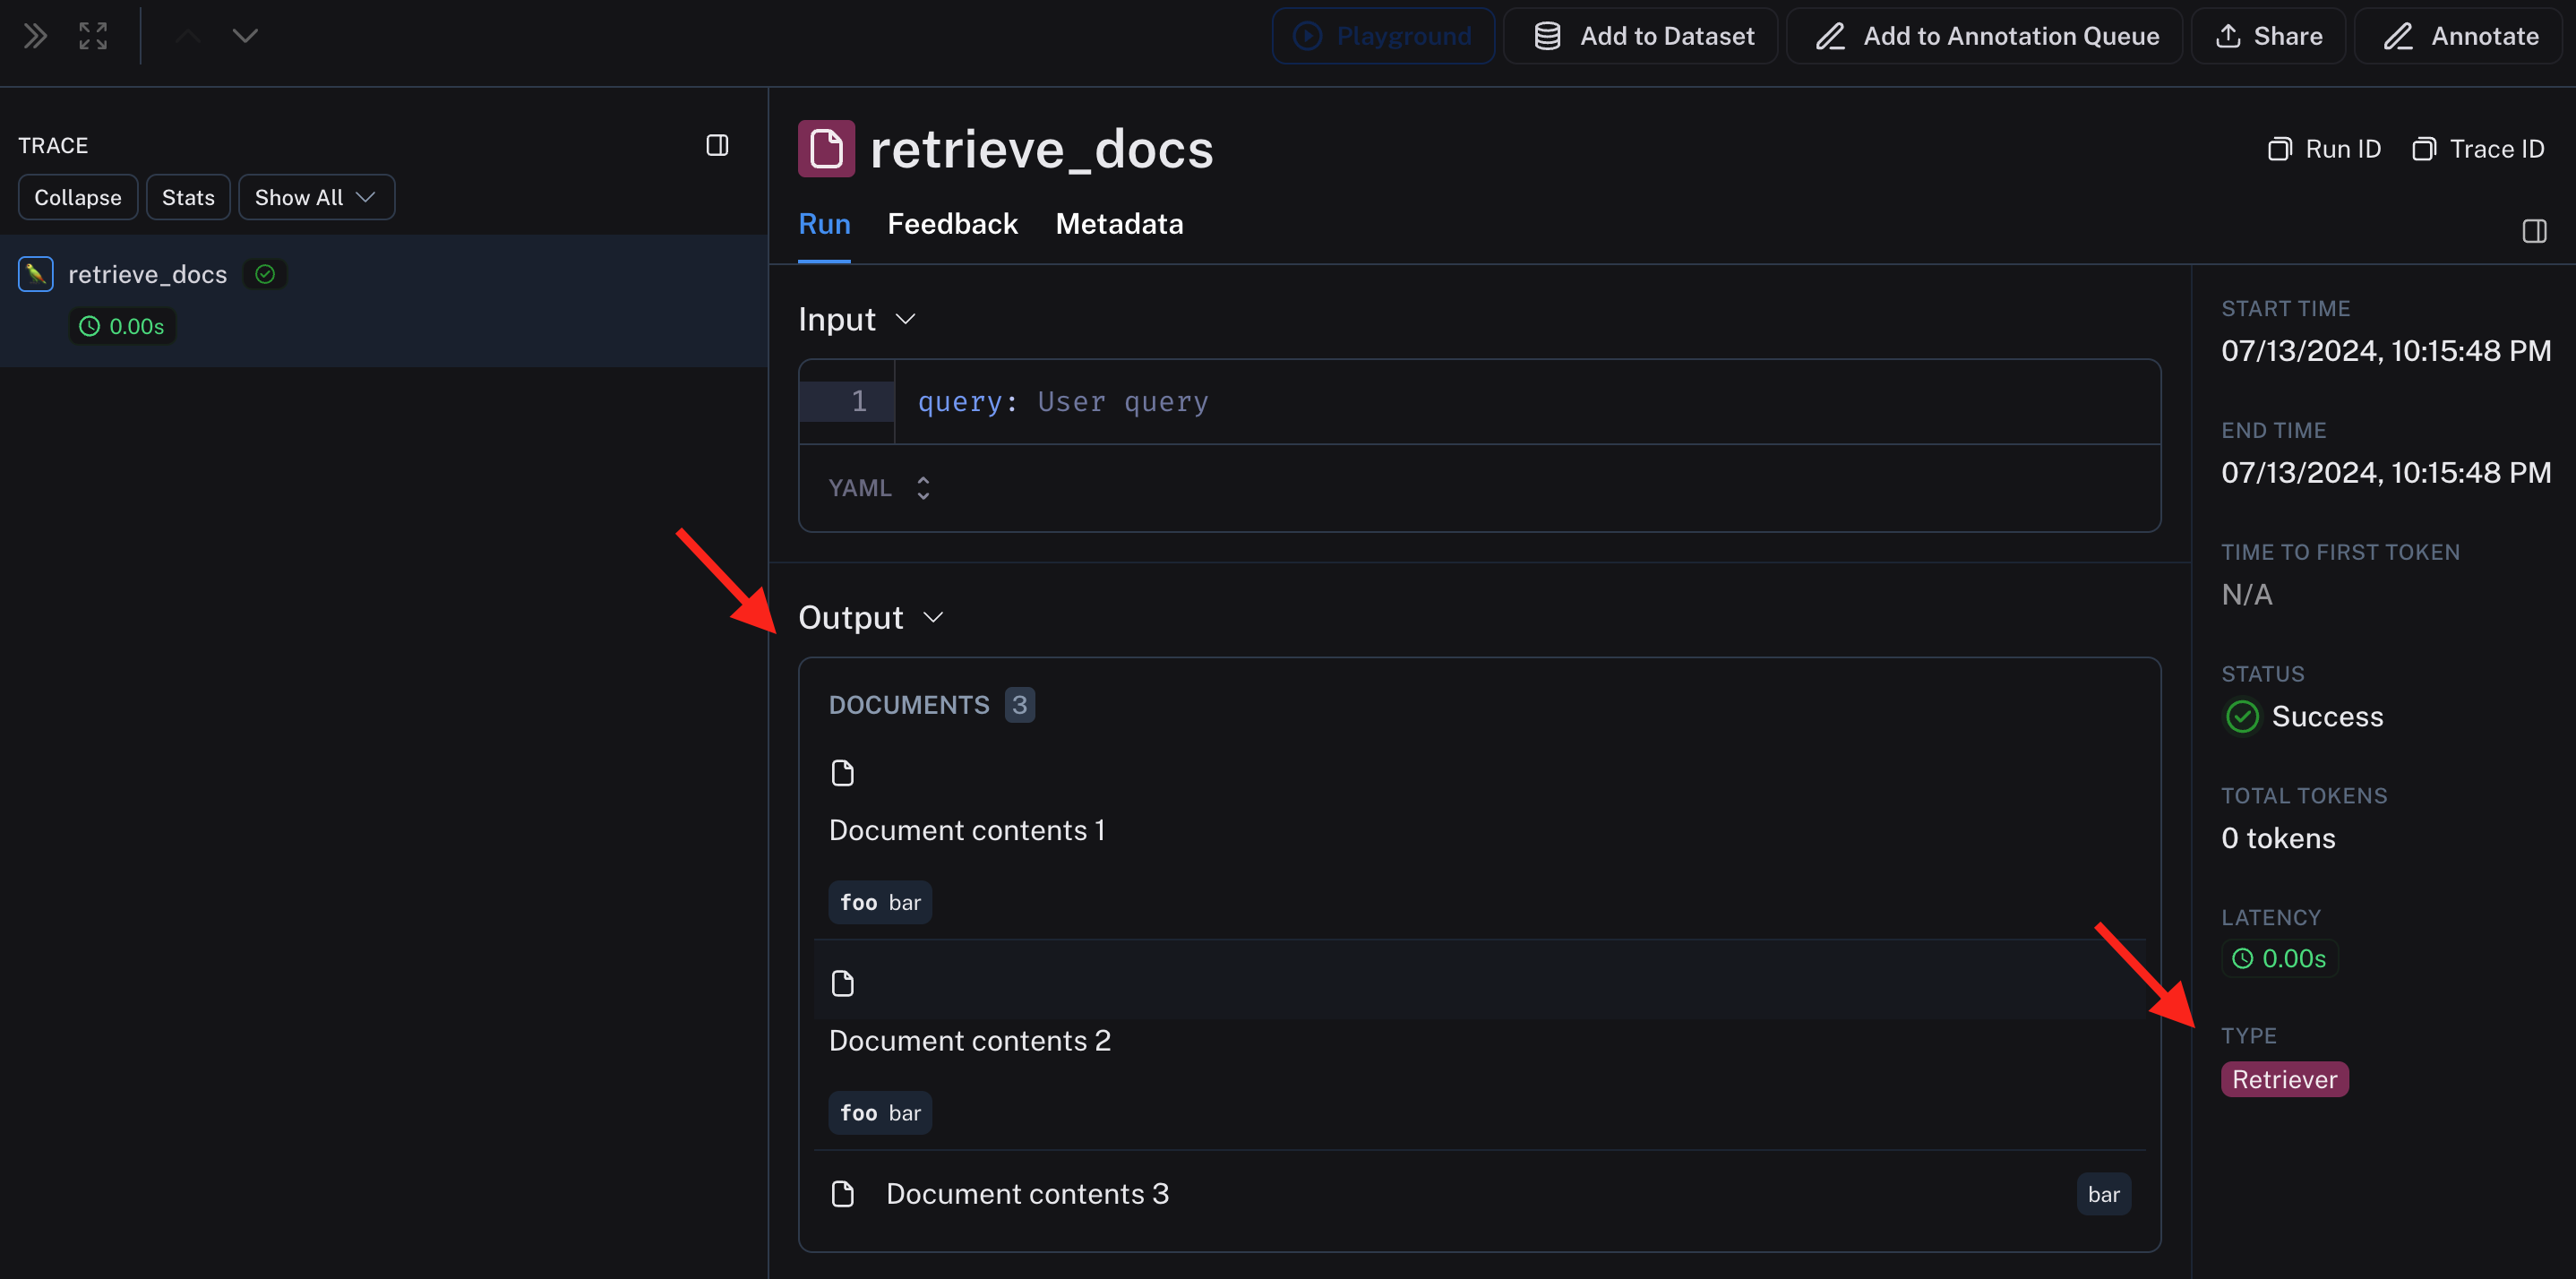 Playground Add to Dataset Add to Annotation Queue Share Annotate
TRACE
Collapse Stats Show All
retrieve_docs
0.00s
retrieve_docs
Run ID Trace ID
Run Feedback Metadata
Input
1 query: User query
YAML
Output
DOCUMENTS 3
Document contents 1
foo bar
Document contents 2
foo bar
Document contents 3 bar
START TIME
07/13/2024, 10:15:48 PM
END TIME
07/13/2024, 10:15:48 PM
TIME TO FIRST TOKEN
N/A
STATUS
Success
TOTAL TOKENS
0 tokens
LATENCY
0.00s
TYPE
Retriever